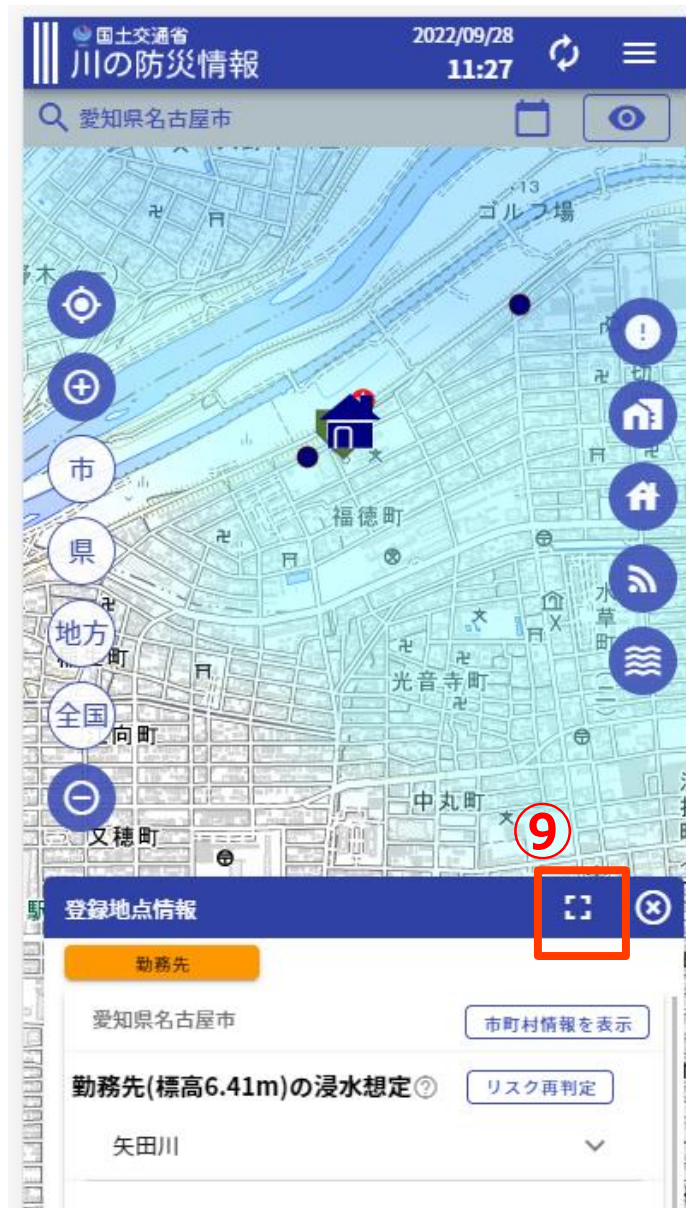 国土交通省
川の防災情報
2022/09/28
11:27
愛知県名古屋市
13
ゴルフ場
市
福徳町
県
地方
全国
光音寺町
水草町(二)
中丸町
又穂町
⑨
登録地点情報
勤務先
愛知県名古屋市
市町村情報を表示
勤務先(標高6.41m)の浸水想定
リスク再判定
矢田川